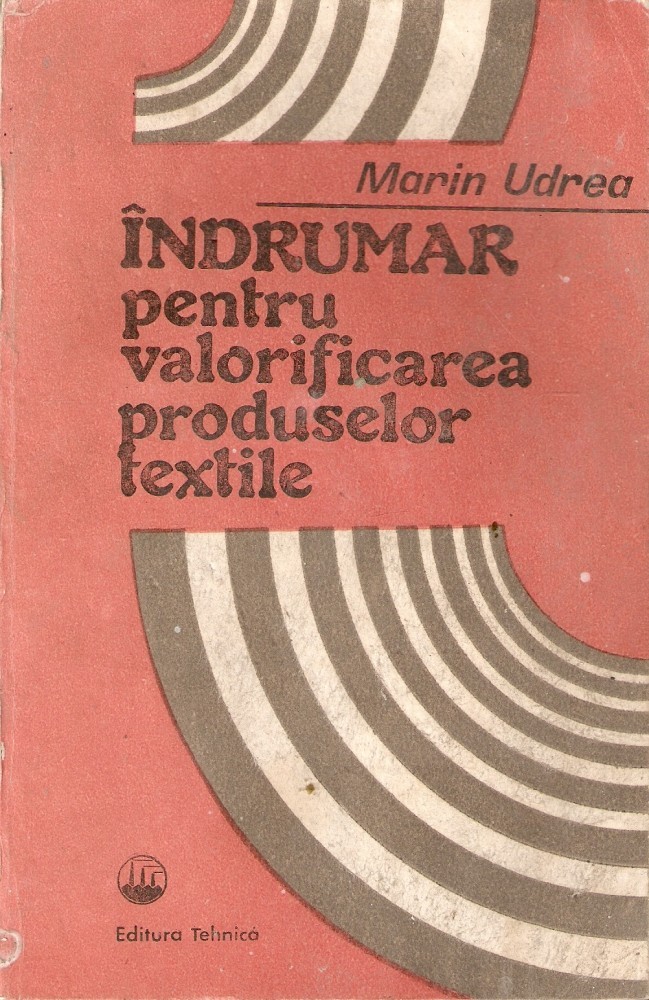 Marin Udrea
ÎNDRUMAR
pentru
valorificarea
produselor
textile
Editura Tehnică